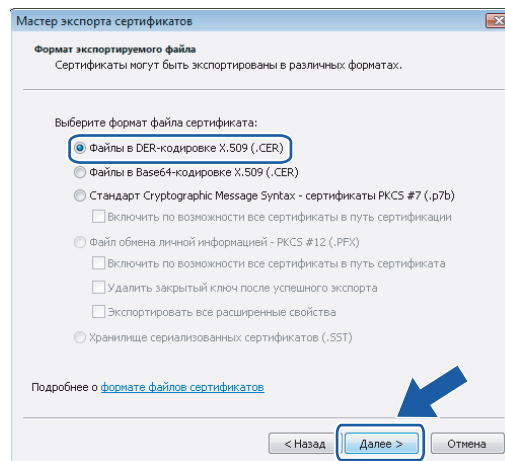 Мастер экспорта сертификатов
Формат экспортируемого файла
Сертификаты могут быть экспортированы в различных форматах.
Выберите формат файла сертификата:
Файлы в DER-кодировке X.509 (.CER)
Файлы в Base64-кодировке X.509 (.CER)
Стандарт Cryptographic Message Syntax - сертификаты PKCS #7 (.p7b)
Включить по возможности все сертификаты в путь сертификации
Файл обмена личной информацией - PKCS #12 (.PFX)
Включить по возможности все сертификаты в путь сертификата
Удалить закрытый ключ после успешного экспорта
Экспортировать все расширенные свойства
Хранилище сериализованных сертификатов (.SST)
Подробнее о формате файлов сертификатов
< Назад Далее > Отмена